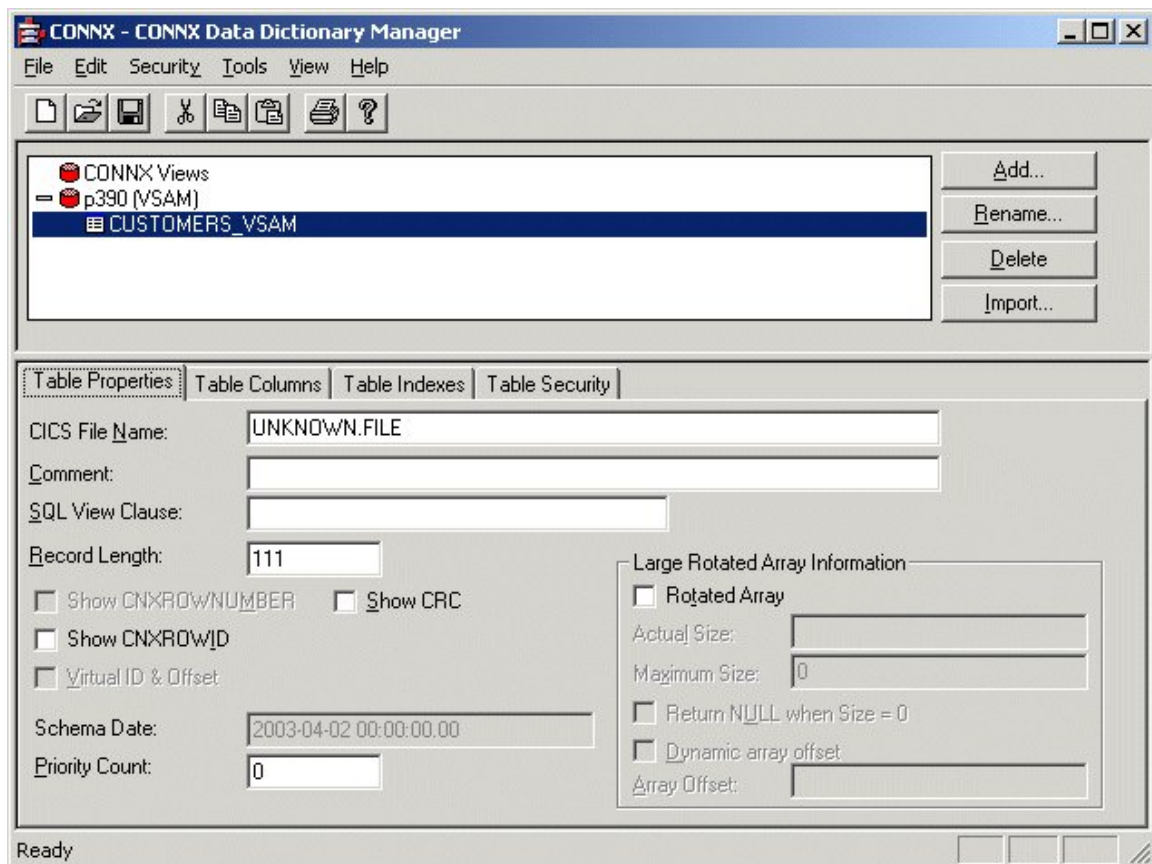 CONNX - CONNX Data Dictionary Manager
File Edit Security Tools View Help
CONNX Views
p390 (VSAM)
CUSTOMERS_VSAM
Add...
Rename...
Delete
Import...
Table Properties Table Columns Table Indexes Table Security
CICS File Name: UNKNOWN.FILE
Comment:
SQL View Clause:
Record Length: 111
Show CNXROWNUMBER Show CRC
Show CNXROWID
Virtual ID & Offset
Schema Date: 2003-04-02 00:00:00.00
Priority Count: 0
Large Rotated Array Information
Rotated Array
Actual Size:
Maximum Size: 0
Return NULL when Size = 0
Dynamic array offset
Array Offset:
Ready